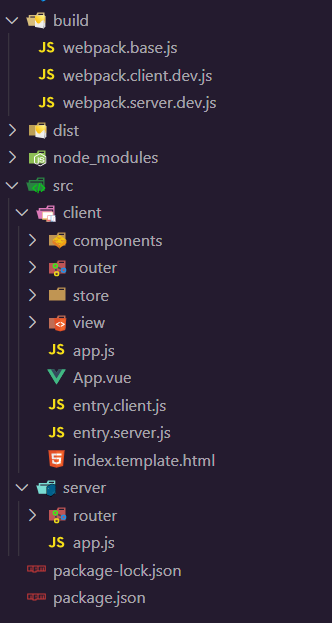 build
JS webpack.base.js
JS webpack.client.dev.js
JS webpack.server.dev.js
dist
node_modules
src
client
components
router
store
view
JS app.js
App.vue
JS entry.client.js
JS entry.server.js
index.template.html
server
router
JS app.js
npm package-lock.json
npm package.json